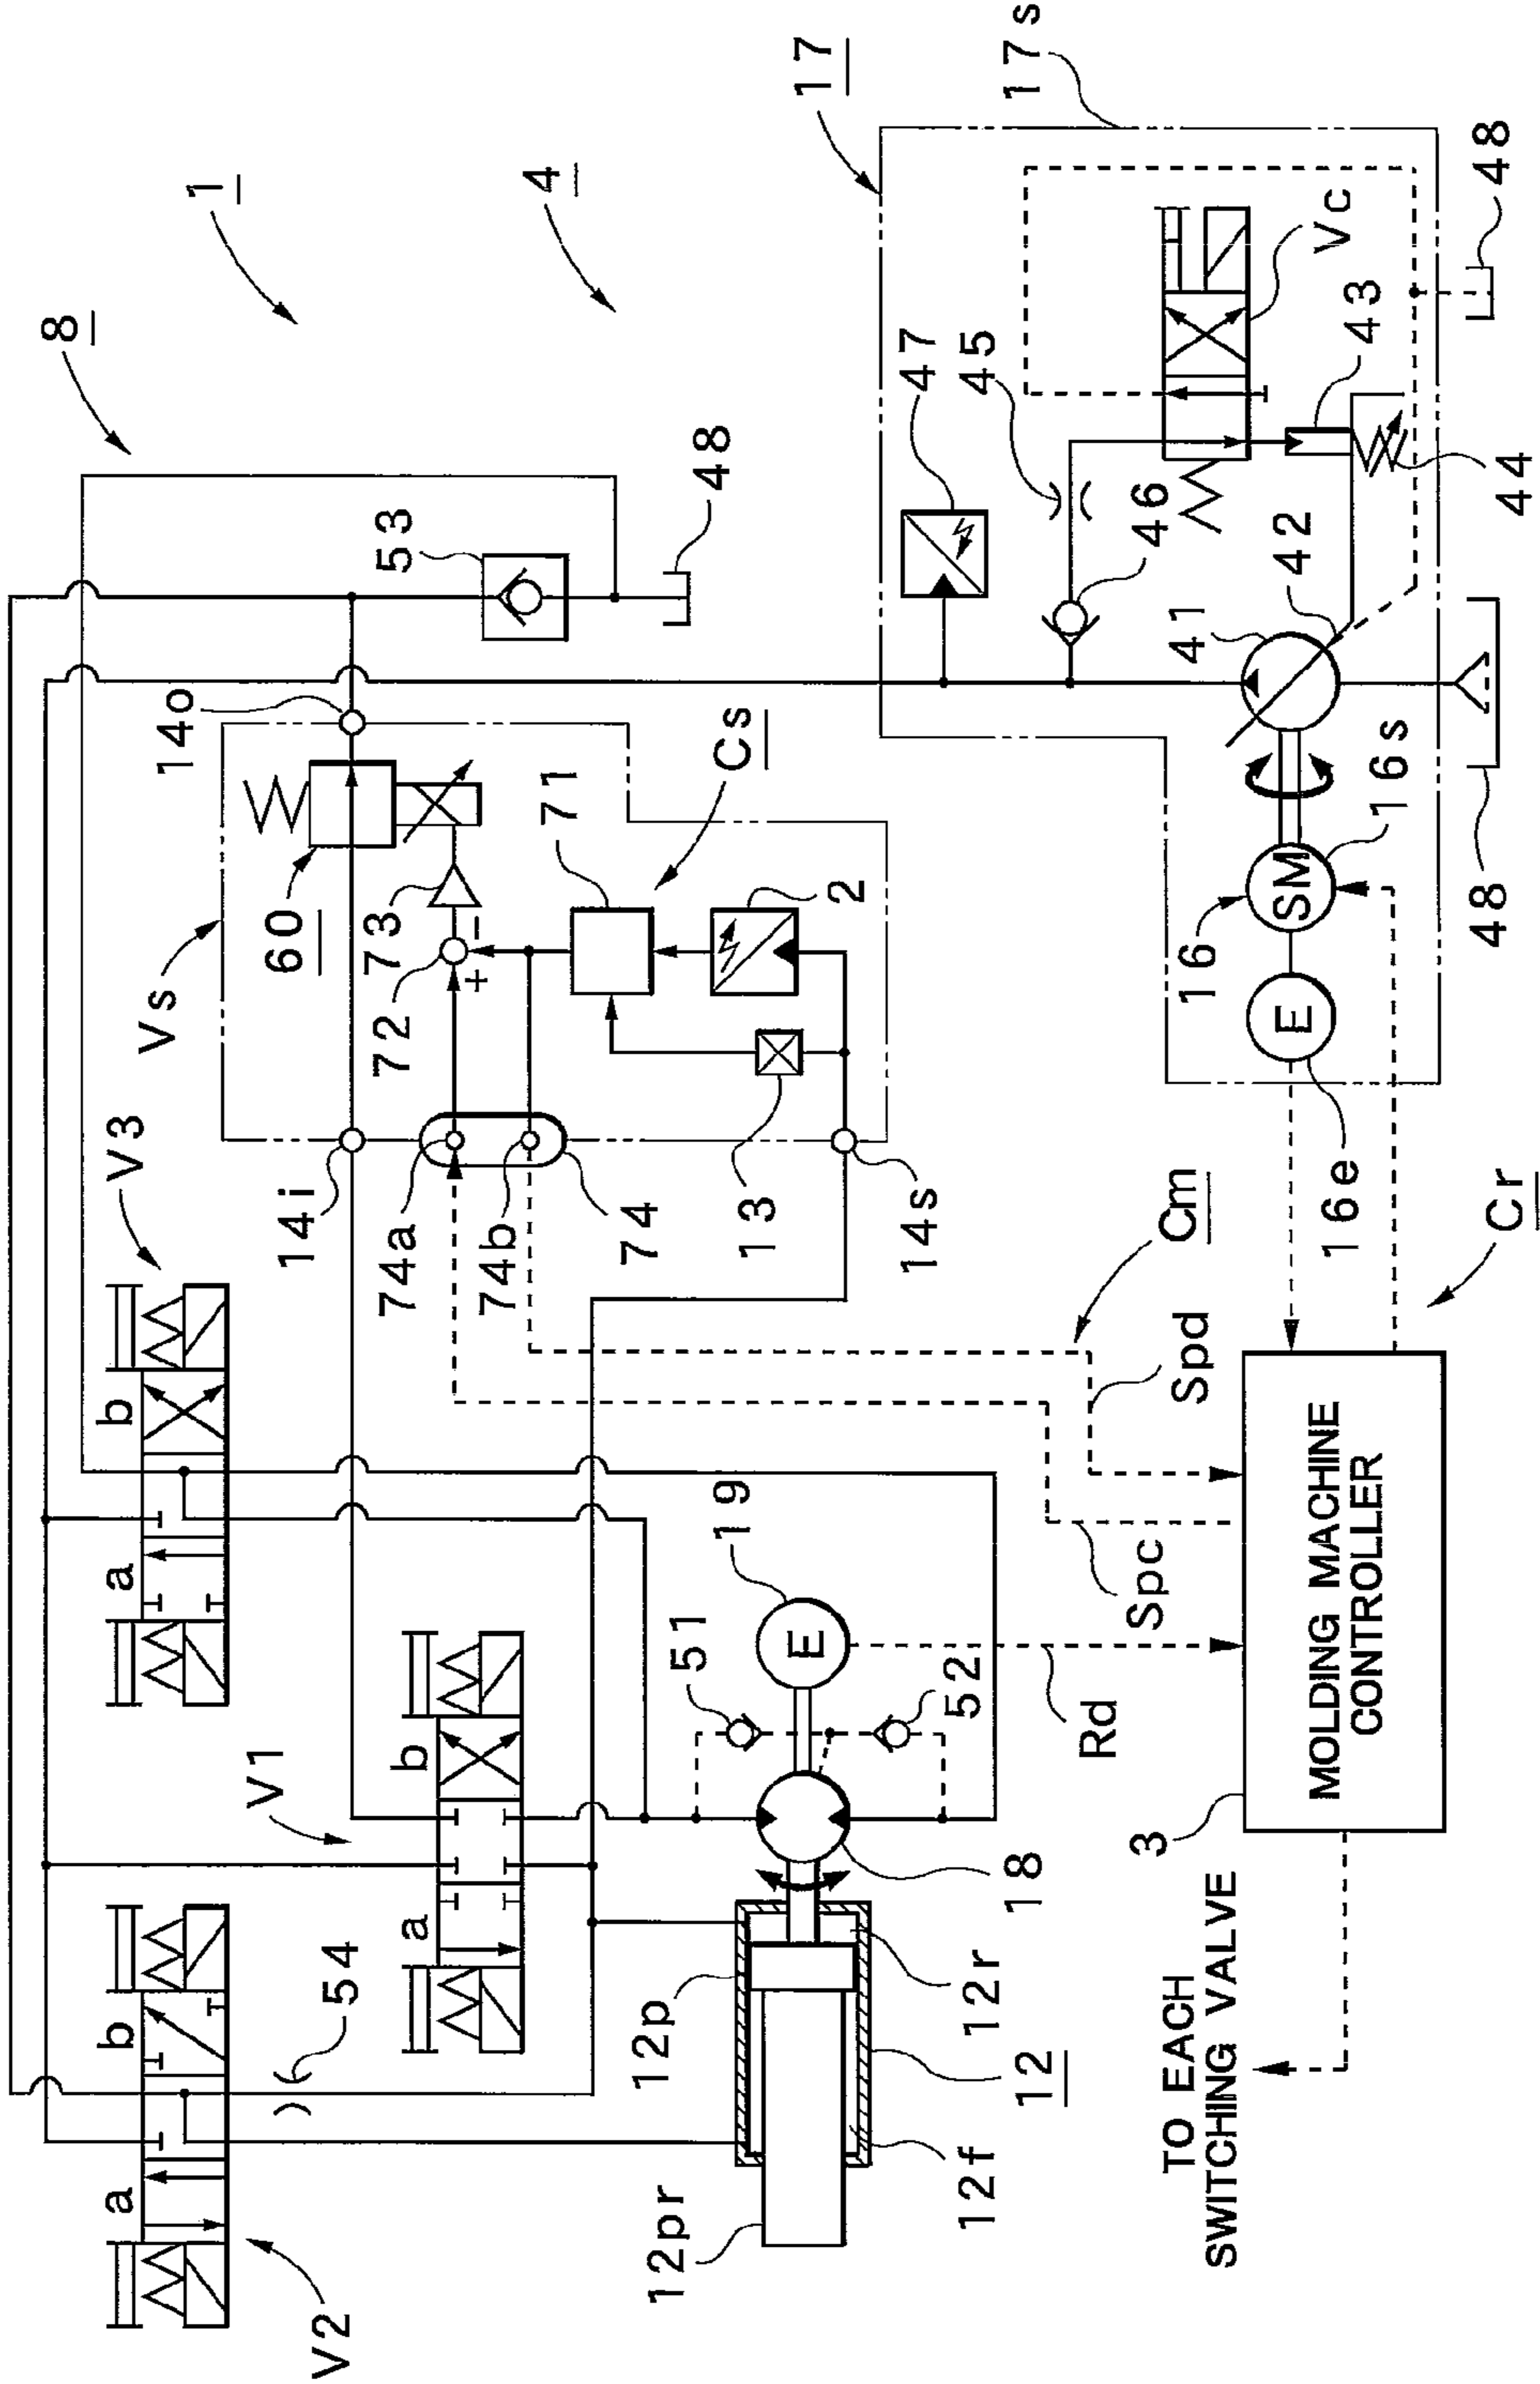 8
1
4
17
17s
53
48
47
45
46
Vc
43
48
44
42
41
14o
Cs
71
2
60
73
72
Vs
+
-
16
SM
16s
E
16e
48
V3
14i
74a
74b
74
13
14s
Cm
Cr
Spd
Spc
a
b
V1
a
b
51
19
E
52
Rd
MOLDING MACHINE
CONTROLLER
3
V2
a
b
54
12p
12pr
12r
12
12f
18
TO EACH
SWITCHING VALVE